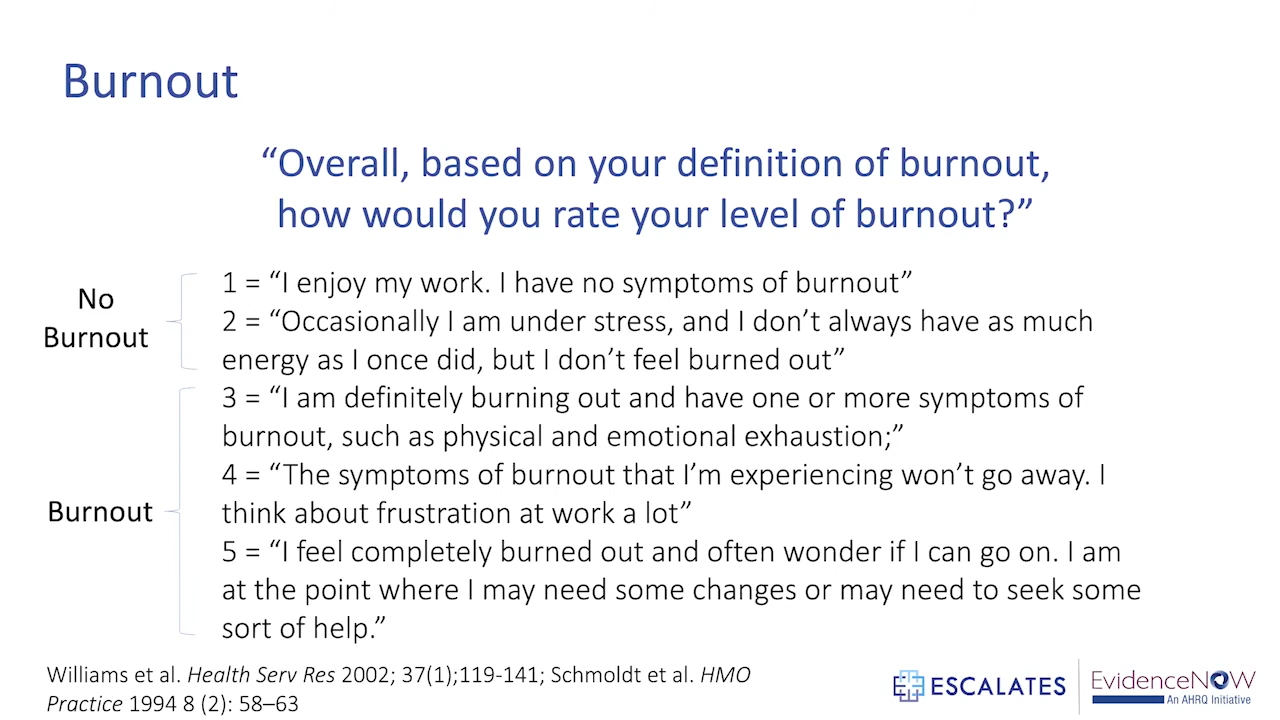 Burnout
“Overall, based on your definition of burnout,
how would you rate your level of burnout?”
No
Burnout
1 = “I enjoy my work. I have no symptoms of burnout”
2 = “Occasionally I am under stress, and I don’t always have as much
energy as I once did, but I don’t feel burned out”
Burnout
3 = “I am definitely burning out and have one or more symptoms of
burnout, such as physical and emotional exhaustion;”
4 = “The symptoms of burnout that I’m experiencing won’t go away. I
think about frustration at work a lot”
5 = “I feel completely burned out and often wonder if I can go on. I am
at the point where I may need some changes or may need to seek some
sort of help.”
Williams et al. Health Serv Res 2002; 37(1);119-141; Schmoldt et al. HMO
Practice 1994 8 (2): 58–63
ESCALATES
EvidenceNOW
An AHRQ Initiative